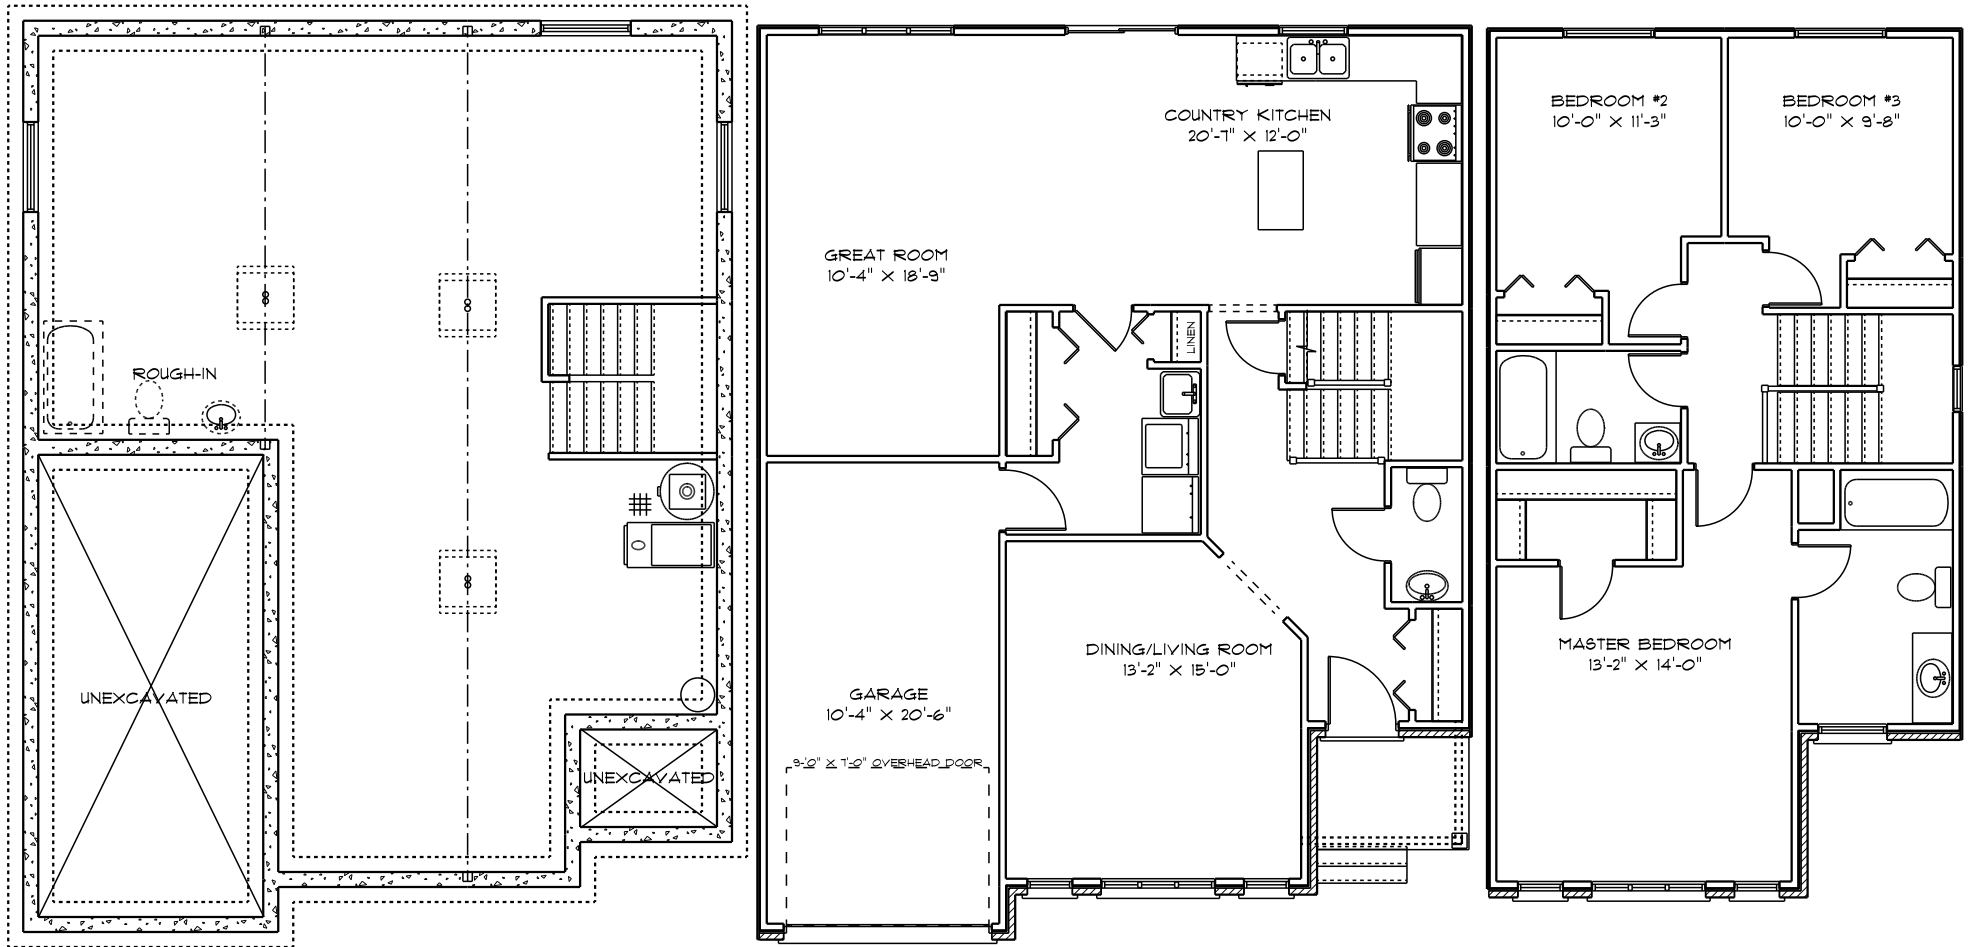 ROUGH-IN
UNEXCAVATED
UNEXCAVATED
COUNTRY KITCHEN
20'-7" X 12'-0"
GREAT ROOM
10'-4" X 18'-9"
LINEN
DINING/LIVING ROOM
13'-2" X 15'-0"
GARAGE
10'-4" X 20'-6"
9'-0" X 7'-0" OVERHEAD DOOR
BEDROOM #2
10'-0" X 11'-3"
BEDROOM #3
10'-0" X 9'-8"
MASTER BEDROOM
13'-2" X 14'-0"